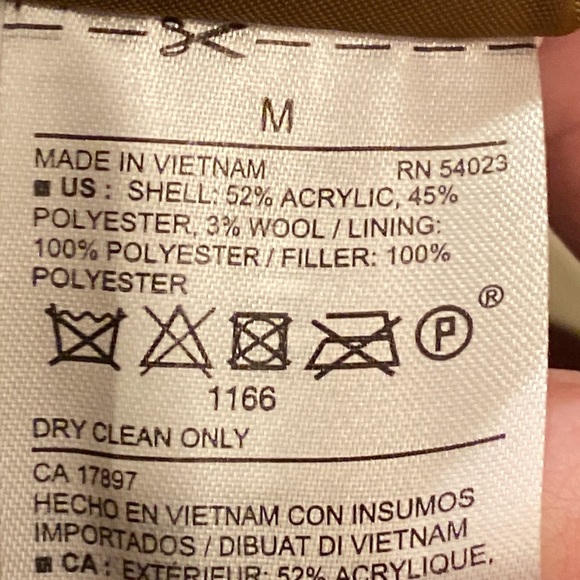 M
MADE IN VIETNAM RN 54023
US : SHELL: 52% ACRYLIC, 45%
POLYESTER, 3% WOOL / LINING:
100% POLYESTER / FILLER: 100%
POLYESTER
P ®
1166
DRY CLEAN ONLY
CA 17897
HECHO EN VIETNAM CON INSUMOS
IMPORTADOS / DIBUAT DI VIETNAM
CA : EXTÉRIEUR: 52% ACRYLIQUE,